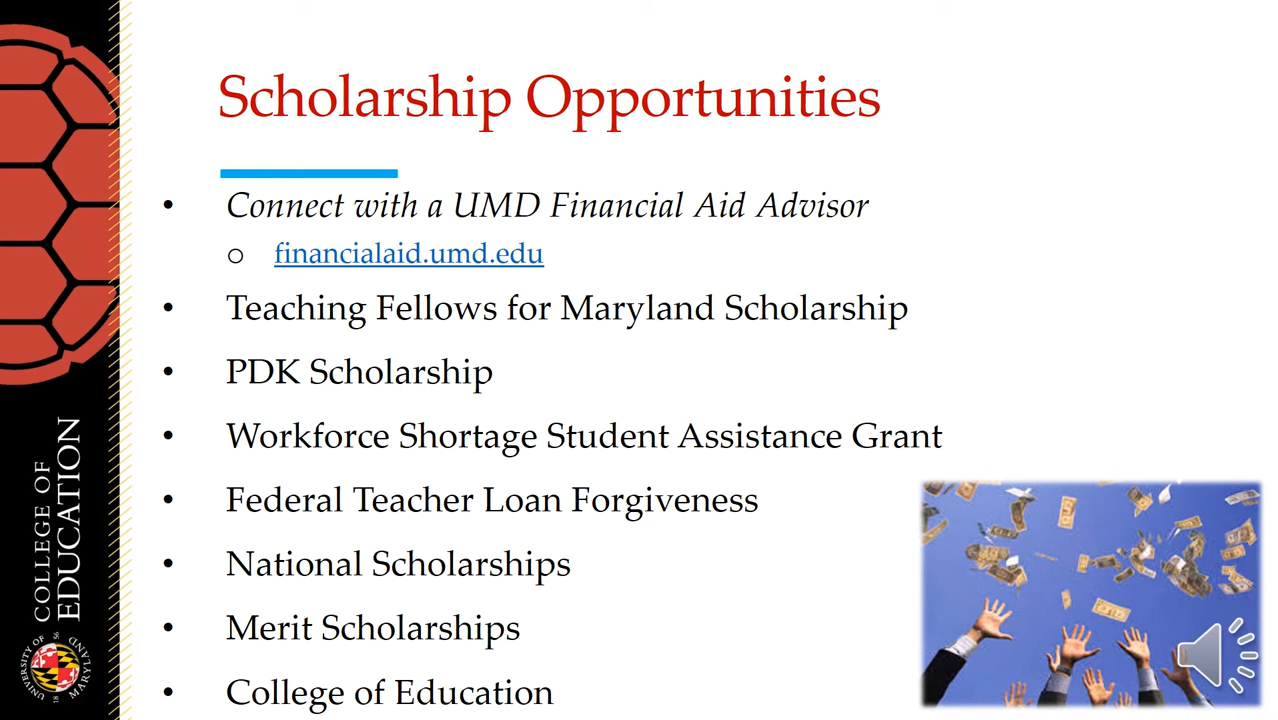 Scholarship Opportunities
• Connect with a UMD Financial Aid Advisor
o financialaid.umd.edu
• Teaching Fellows for Maryland Scholarship
• PDK Scholarship
• Workforce Shortage Student Assistance Grant
• Federal Teacher Loan Forgiveness
• National Scholarships
• Merit Scholarships
• College of Education
COLLEGE OF
EDUCATION
UNIVERSITY OF
MARYLAND
18 56